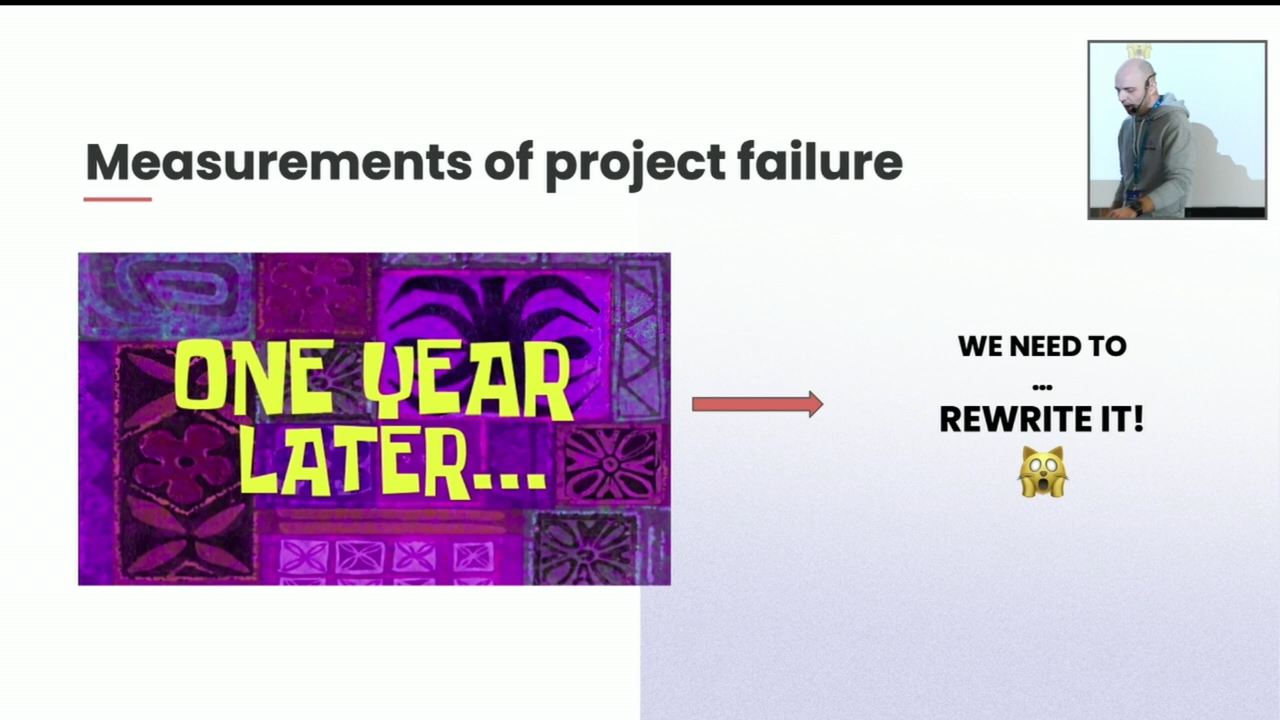 Measurements of project failure
ONE YEAR
LATER...
WE NEED TO
...
REWRITE IT!